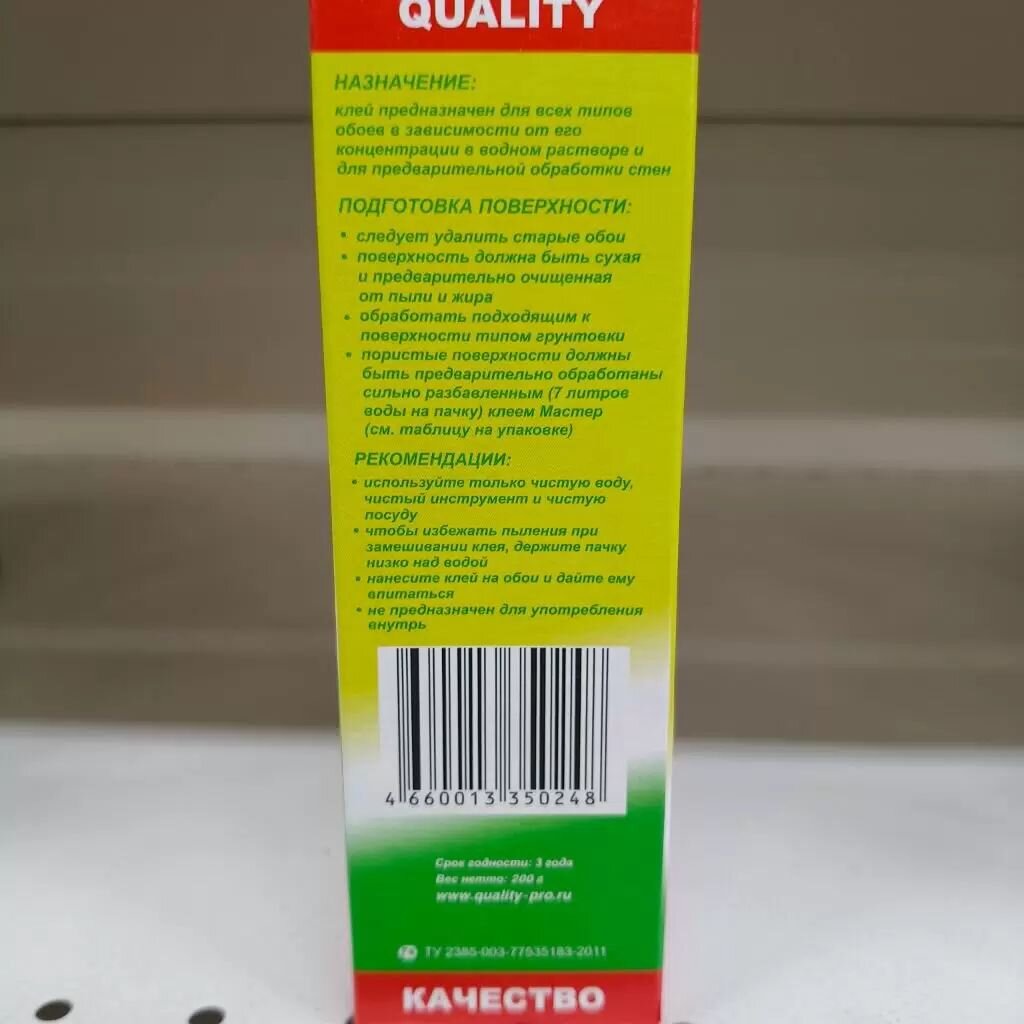 QUALITY
НАЗНАЧЕНИЕ:
клей предназначен для всех типов
обоев в зависимости от его
концентрации в водном растворе и
для предварительной обработки стен
ПОДГОТОВКА ПОВЕРХНОСТИ:
• следует удалить старые обои
• поверхность должна быть сухая
и предварительно очищенная
от пыли и жира
• обработать подходящим к
поверхности типом грунтовки
• пористые поверхности должны
быть предварительно обработаны
сильно разбавленным (7 литров
воды на пачку) клеем Мастер
(см. таблицу на упаковке)
РЕКОМЕНДАЦИИ:
• используйте только чистую воду,
чистый инструмент и чистую
посуду
• чтобы избежать пыления при
замешивании клея, держите пачку
низко над водой
• нанесите клей на обои и дайте ему
впитаться
• не предназначен для употребления
внутрь
4 660013 350248
Срок годности: 3 года
Вес нетто: 200 г
www.quality-pro.ru
ТУ 2385-003-77535183-2011
КАЧЕСТВО